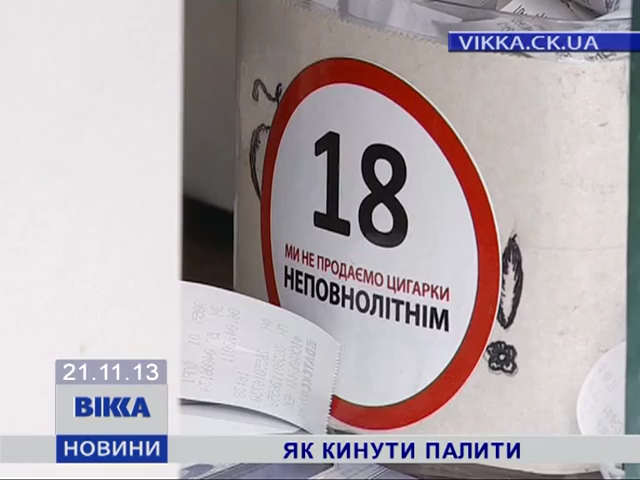 VIKKA.CK.UA
18
МИ НЕ ПРОДАЄМО ЦИГАРКИ
НЕПОВНОЛІТНІМ
21.11.13
ВІККА
НОВИНИ
ЯК КИНУТИ ПАЛИТИ